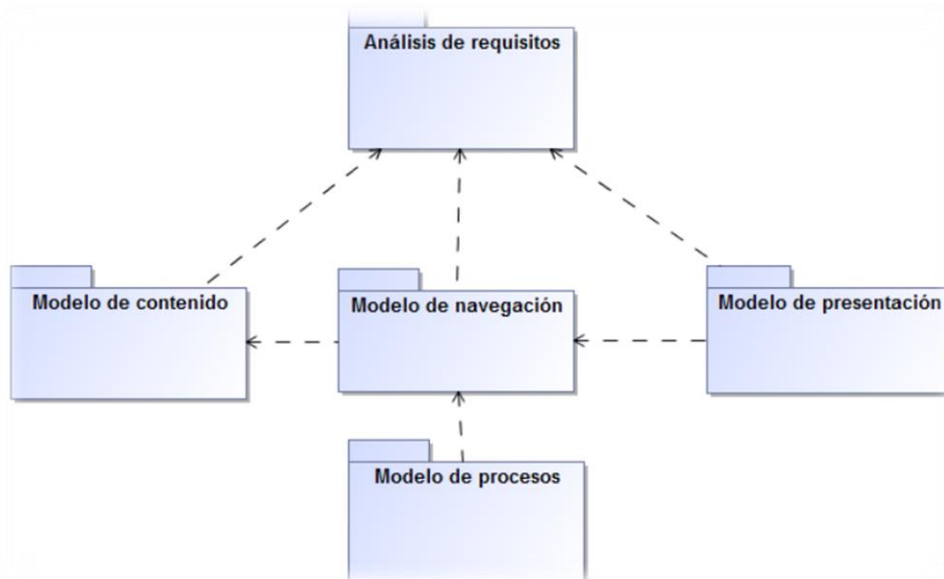 Análisis de requisitos
Modelo de contenido
Modelo de navegación
Modelo de presentación
Modelo de procesos